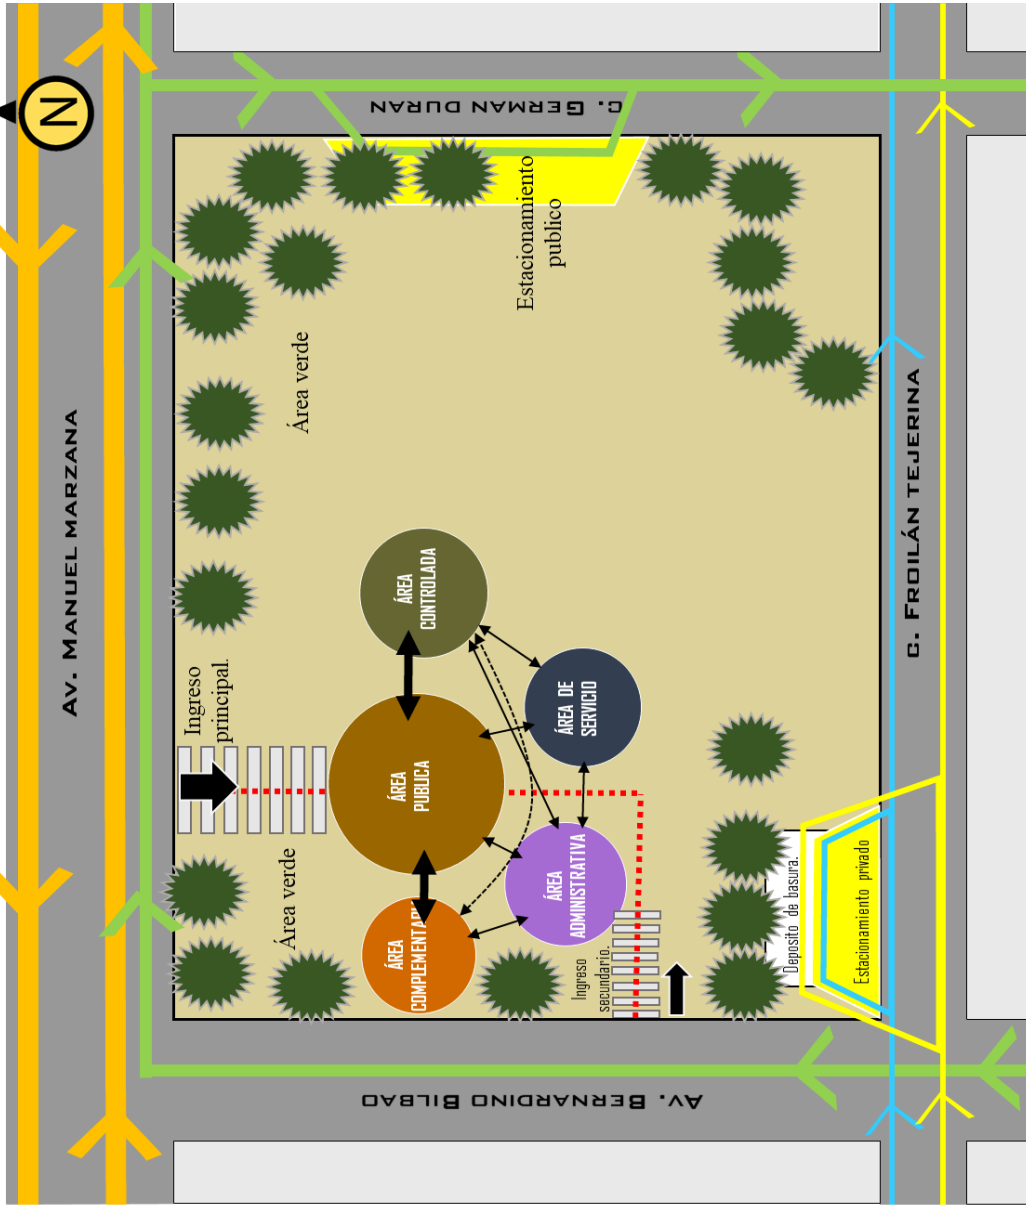 N
C. GERMAN DURAN
Estacionamiento
publico
Área verde
AV. MANUEL MARZANA
C. FROILÁN TEJERINA
ÁREA
CONTROLADA
Ingreso
principal.
ÁREA
PUBLICA
ÁREA DE
SERVICIO
ÁREA
ADMINISTRATIVA
ÁREA
COMPLEMENTARI
Área verde
Ingreso
secundario.
Deposito de basura.
Estacionamiento privado
AV. BERNARDINO BILBAO